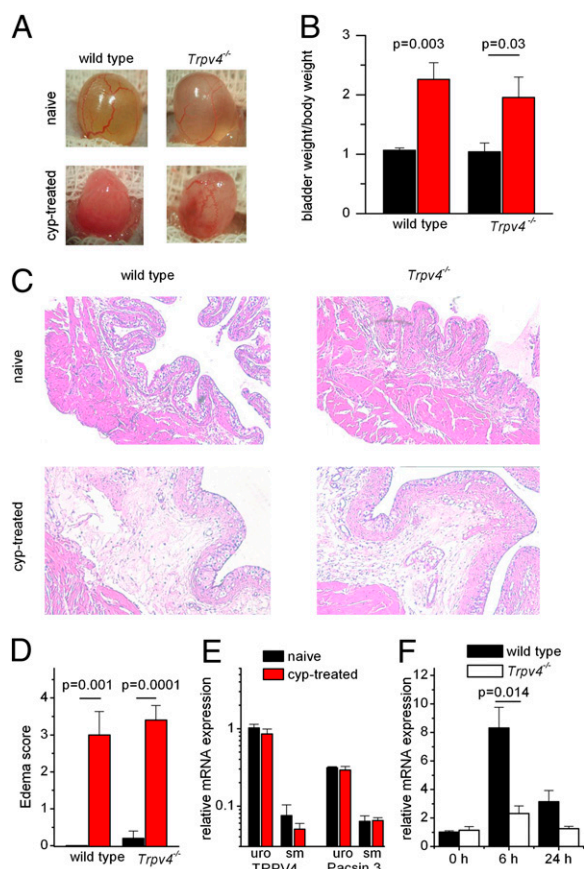 A
wild type
Trpv4-/-
naive
cyp-treated
B
bladder weight/body weight
3
2
1
0
p=0.003
p=0.03
wild type
Trpv4-/-
C
wild type
Trpv4-/-
naive
cyp-treated
D
Edema score
5
4
3
2
1
0
p=0.001
p=0.0001
wild type
Trpv4-/-
E
naive
cyp-treated
relative mRNA expression
1
0.1
uro sm uro sm
TRPV4 Pacsin 3
F
wild type
Trpv4-/-
relative mRNA expression
12
10
8
6
4
2
0
p=0.014
0 h 6 h 24 h